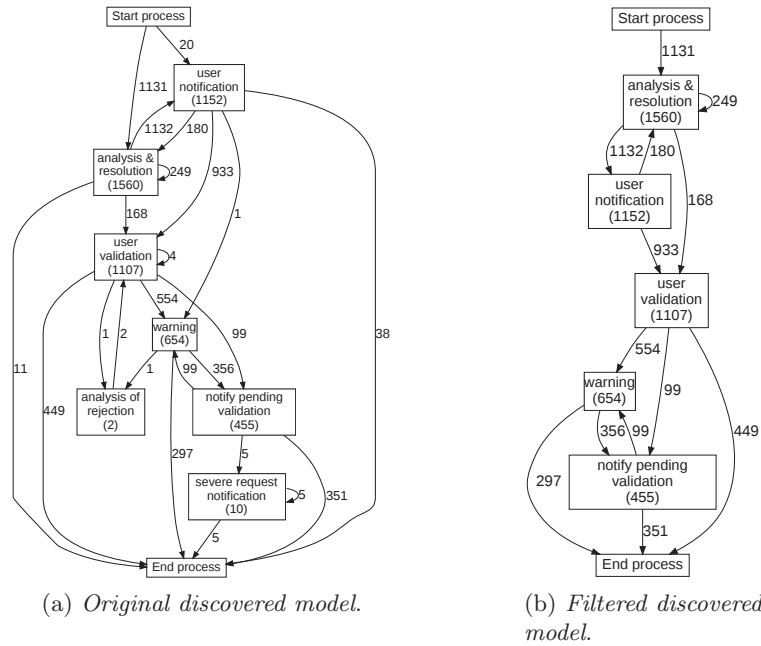 Start process
20
user
notification
(1152)
1131
1132
180
analysis &
resolution
(1560)
249
933
168
1
user
validation
(1107)
4
554
1
2
99
38
warning
(654)
11
1
99
356
analysis of
rejection
(2)
notify pending
validation
(455)
449
297
5
severe request
notification
(10)
5
351
5
End process
(a) Original discovered model.
Start process
1131
analysis &
resolution
(1560)
249
1132
180
user
notification
(1152)
168
933
user
validation
(1107)
554
99
warning
(654)
449
356
99
notify pending
validation
(455)
297
351
End process
(b) Filtered discovered
model.